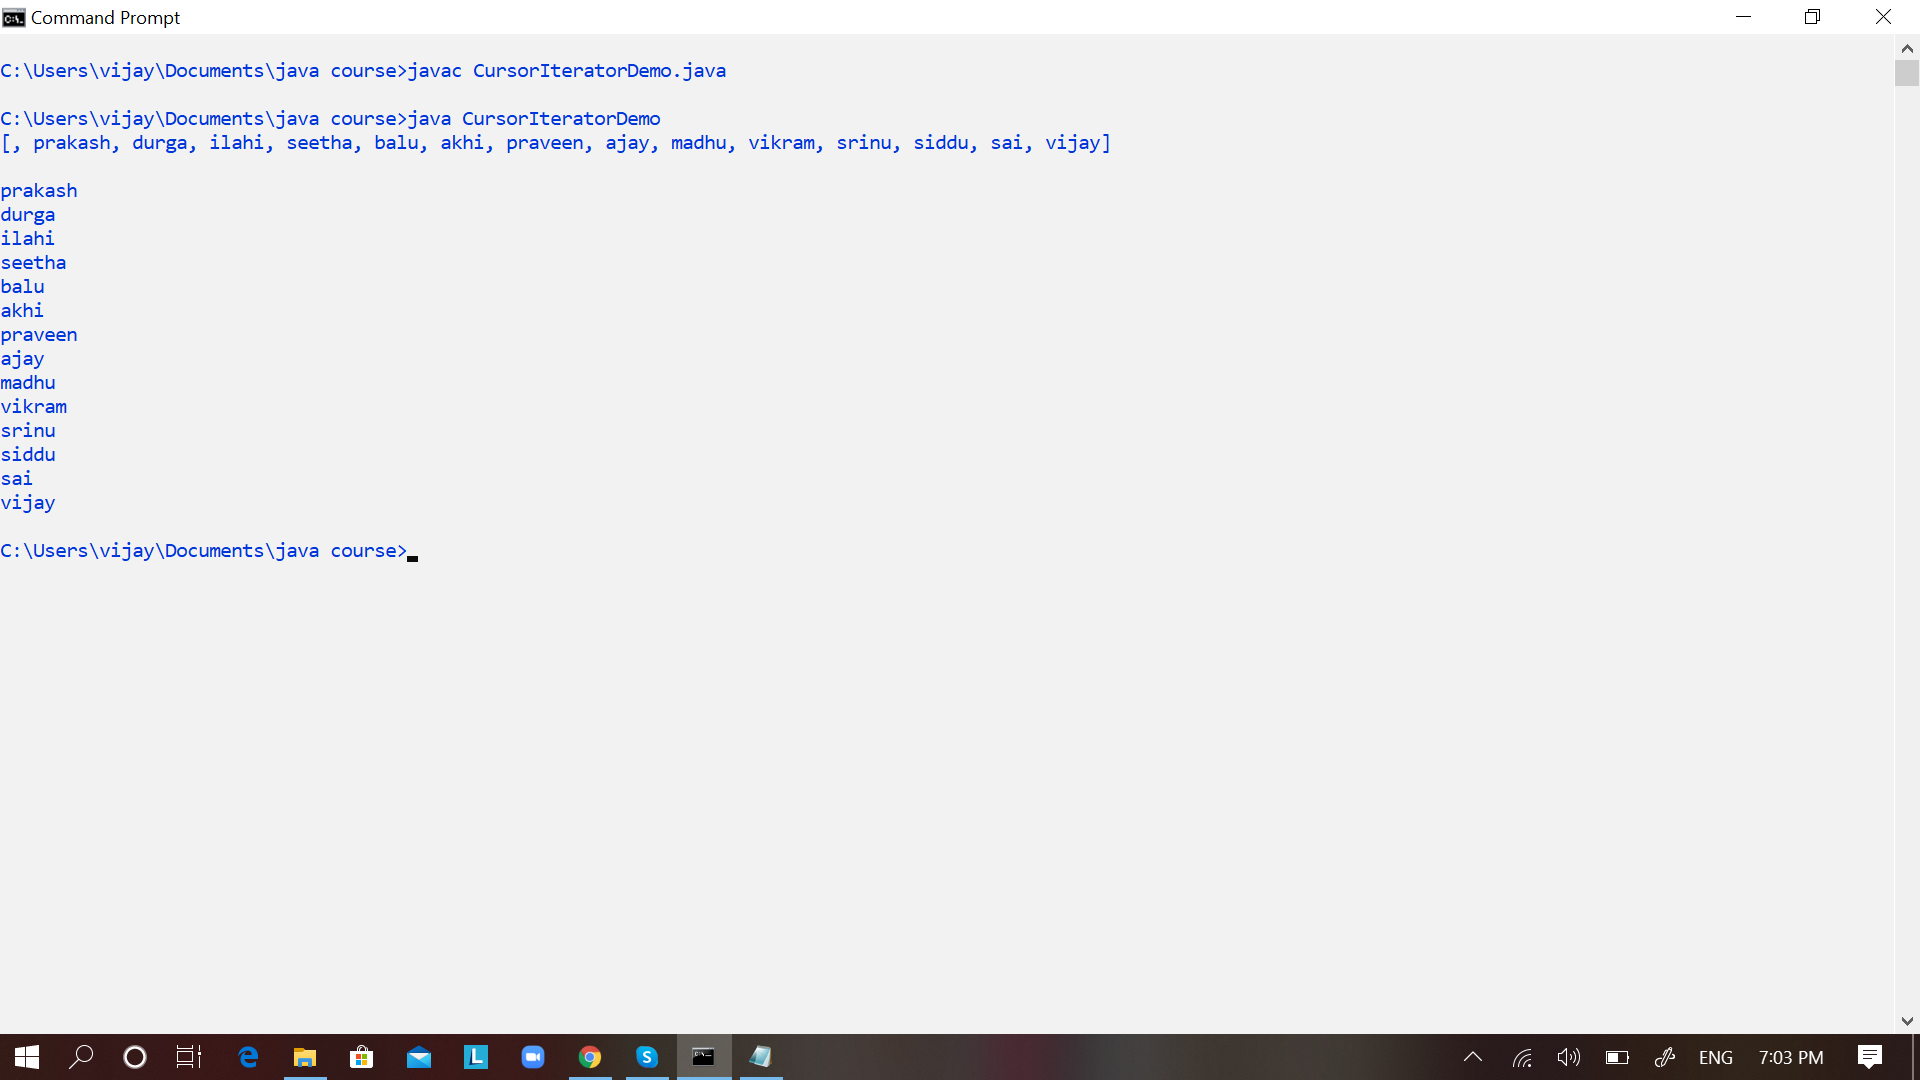 Command Prompt
C:\Users\vijay\Documents\java course>javac CursorIteratorDemo.java
C:\Users\vijay\Documents\java course>java CursorIteratorDemo
[, prakash, durga, ilahi, seetha, balu, akhi, praveen, ajay, madhu, vikram, srinu, siddu, sai, vijay]
prakash
durga
ilahi
seetha
balu
akhi
praveen
ajay
madhu
vikram
srinu
siddu
sai
vijay
C:\Users\vijay\Documents\java course>
ENG 7:03 PM